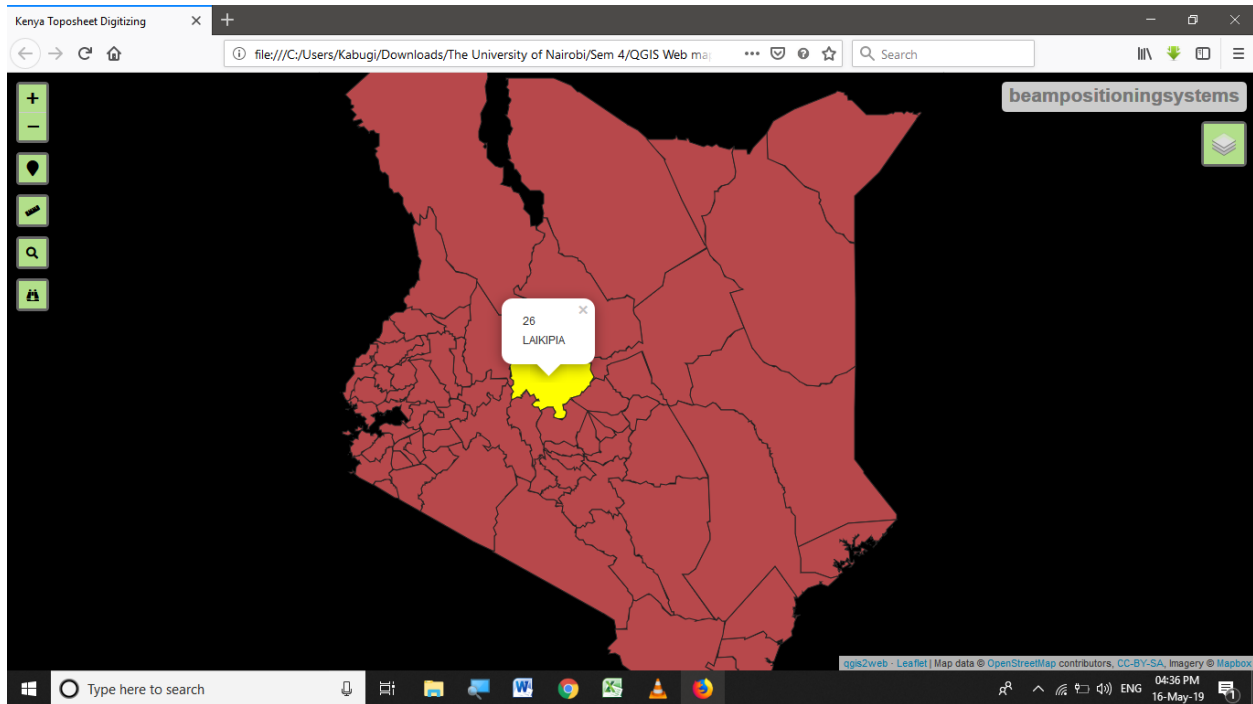 Kenya Toposheet Digitizing
file:///C:/Users/Kabugi/Downloads/The University of Nairobi/Sem 4/QGIS Web ma
Search
+
−
beampositioningsystems
26
LAIKIPIA
qgis2web · Leaflet | Map data © OpenStreetMap contributors, CC-BY-SA, Imagery © Mapbox
Type here to search
ENG
04:36 PM
16-May-19
1